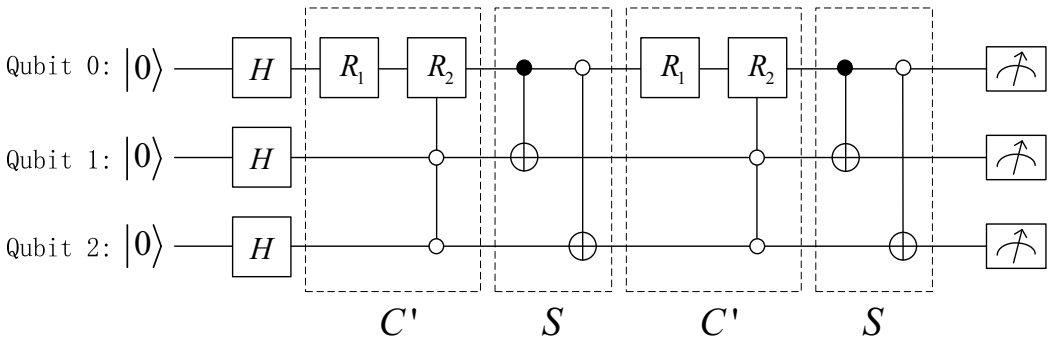 Qubit 0: |0⟩ H R₁ R₂ R₁ R₂
Qubit 1: |0⟩ H
Qubit 2: |0⟩ H
C' S C' S